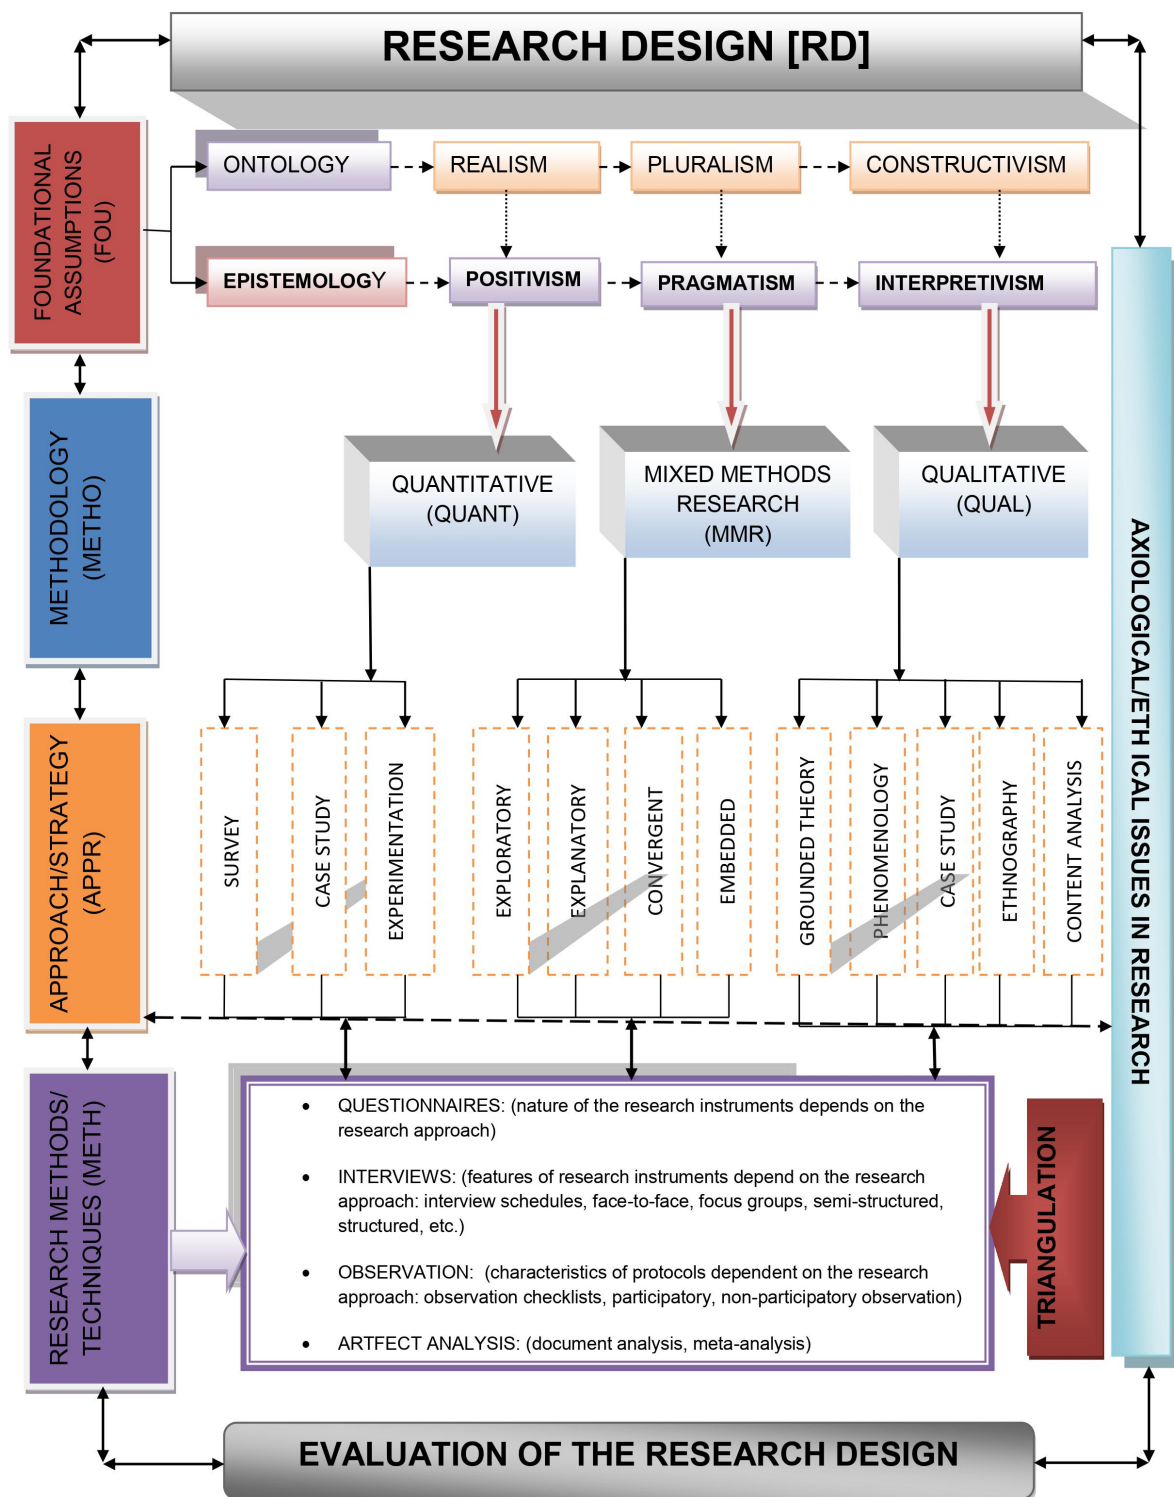 RESEARCH DESIGN [RD]
FOUNDATIONAL
ASSUMPTIONS
(FOU)
ONTOLOGY
REALISM
PLURALISM
CONSTRUCTIVISM
EPISTEMOLOGY
POSITIVISM
PRAGMATISM
INTERPRETIVISM
METHODOLOGY
(METHO)
QUANTITATIVE
(QUANT)
MIXED METHODS
RESEARCH
(MMR)
QUALITATIVE
(QUAL)
APPROACH/STRATEGY
(APPR)
SURVEY
CASE STUDY
EXPERIMENTATION
EXPLORATORY
EXPLANATORY
CONVERGENT
EMBEDDED
GROUNDED THEORY
PHENOMENOLOGY
CASE STUDY
ETHNOGRAPHY
CONTENT ANALYSIS
AXIOLOGICAL/ETH ICAL ISSUES IN RESEARCH
RESEARCH METHODS/
TECHNIQUES (METH)
• QUESTIONNAIRES: (nature of the research instruments depends on the
research approach)
• INTERVIEWS: (features of research instruments depend on the research
approach: interview schedules, face-to-face, focus groups, semi-structured,
structured, etc.)
• OBSERVATION: (characteristics of protocols dependent on the research
approach: observation checklists, participatory, non-participatory observation)
• ARTFECT ANALYSIS: (document analysis, meta-analysis)
TRIANGULATION
EVALUATION OF THE RESEARCH DESIGN